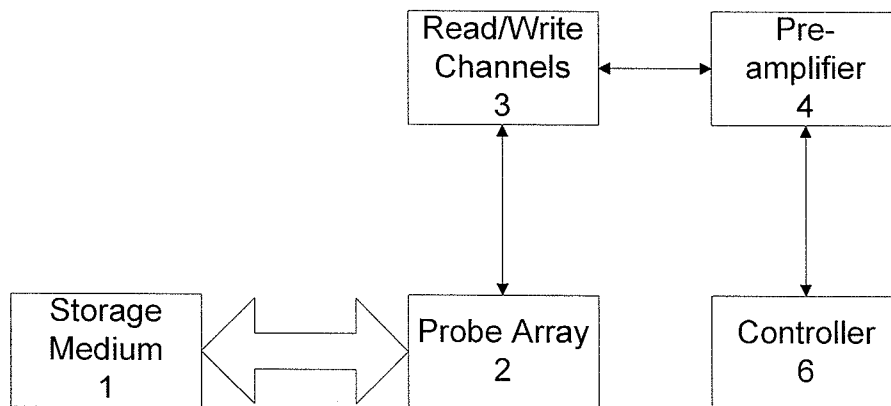 Read/Write
Channels
3
Pre-
amplifier
4
Storage
Medium
1
Probe Array
2
Controller
6